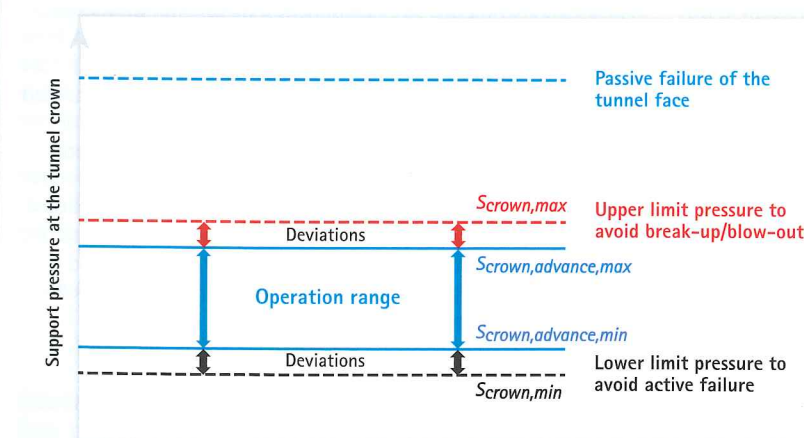 Support pressure at the tunnel crown
Passive failure of the
tunnel face
Scrown,max
Upper limit pressure to
avoid break-up/blow-out
Deviations
Scrown,advance,max
Operation range
Scrown,advance,min
Deviations
Lower limit pressure to
avoid active failure
Scrown,min